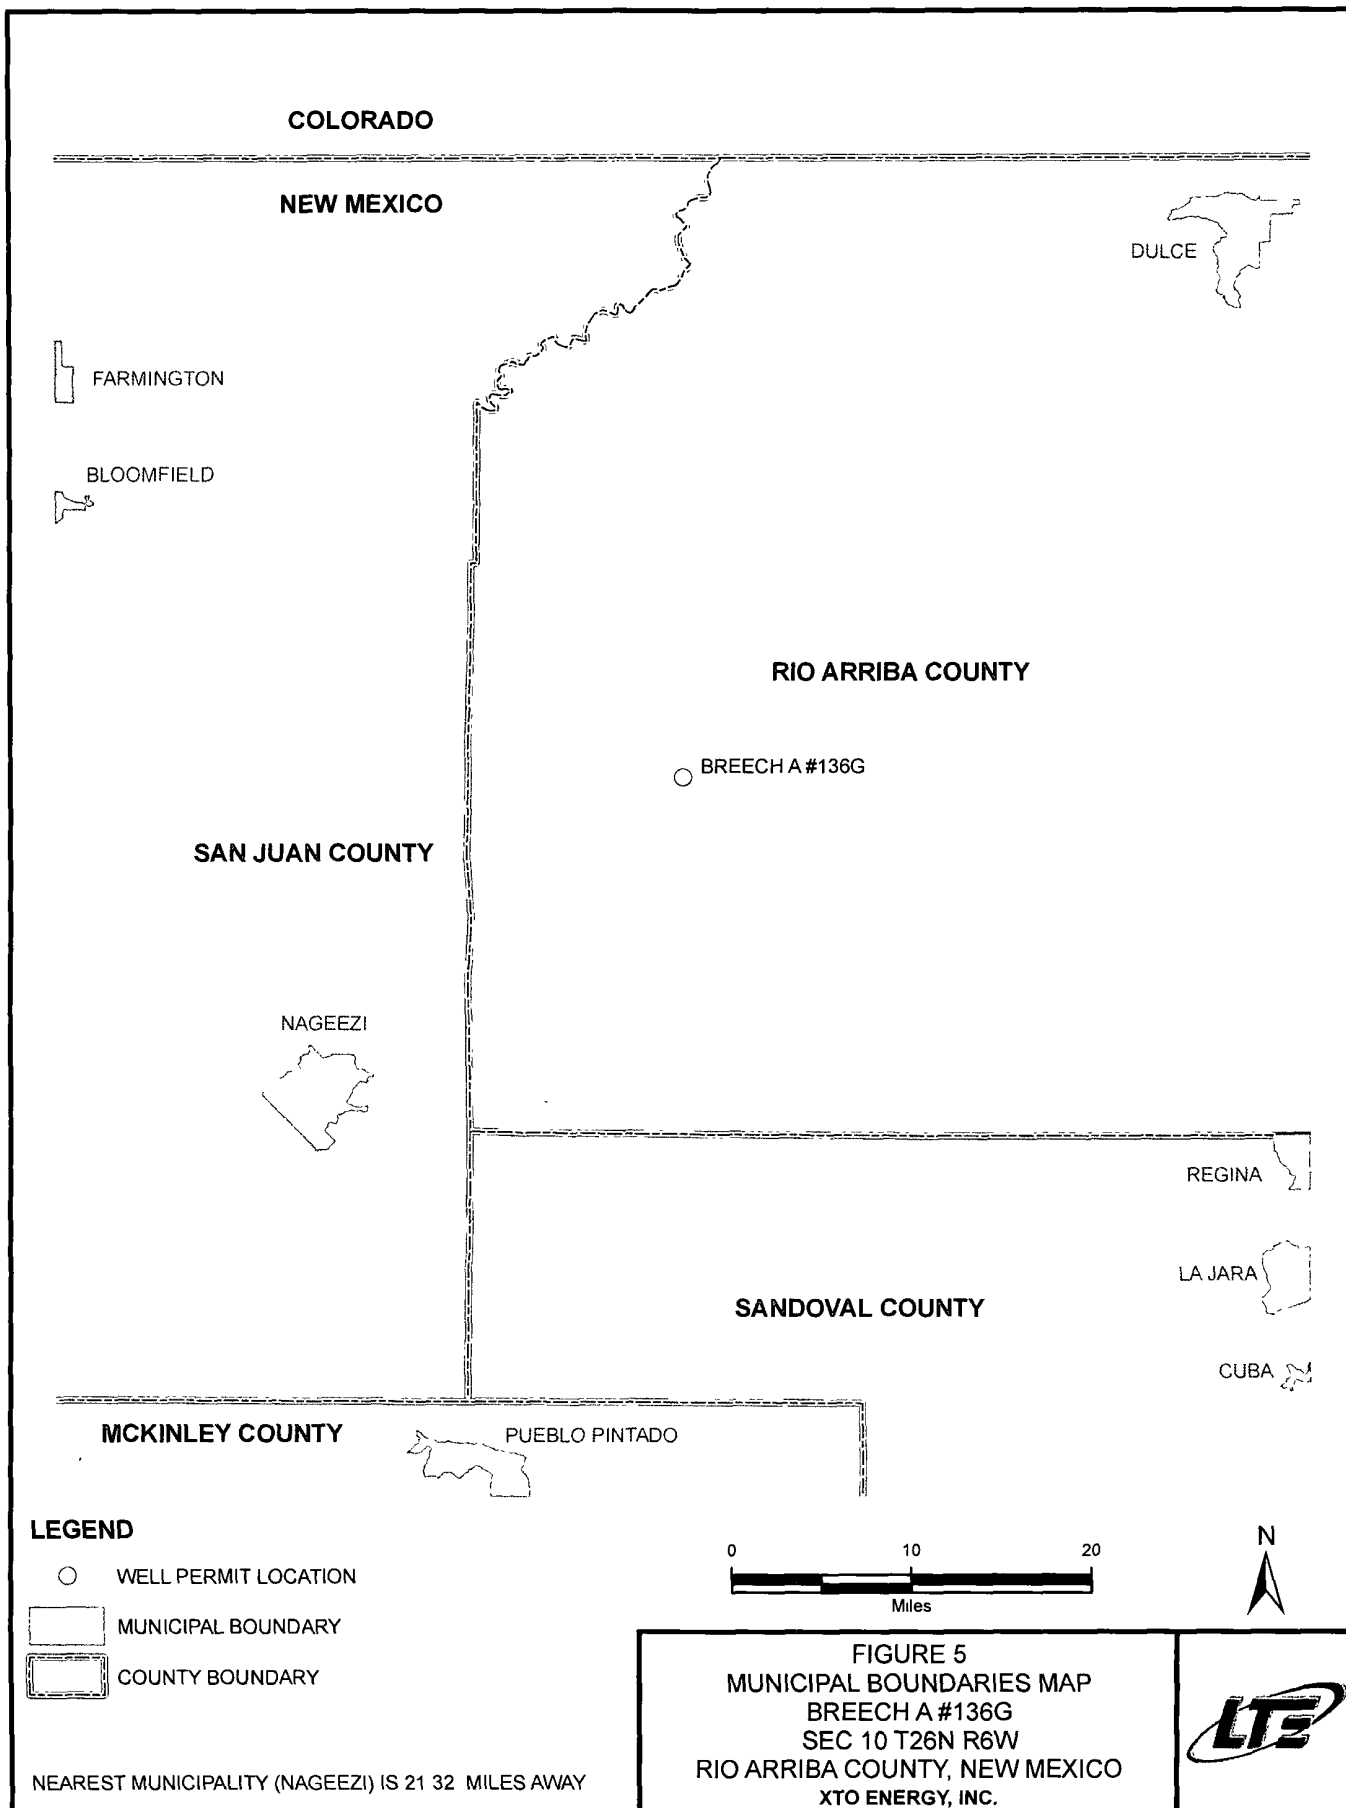 COLORADO
NEW MEXICO
DULCE
FARMINGTON
BLOOMFIELD
RIO ARRIBA COUNTY
BREECH A #136G
SAN JUAN COUNTY
NAGEEZI
REGINA
LA JARA
SANDOVAL COUNTY
CUBA
MCKINLEY COUNTY
PUEBLO PINTADO
LEGEND
WELL PERMIT LOCATION
MUNICIPAL BOUNDARY
COUNTY BOUNDARY
0 10 20
Miles
N
NEAREST MUNICIPALITY (NAGEEZI) IS 21 32 MILES AWAY
FIGURE 5
MUNICIPAL BOUNDARIES MAP
BREECH A #136G
SEC 10 T26N R6W
RIO ARRIBA COUNTY, NEW MEXICO
XTO ENERGY, INC.
LTE